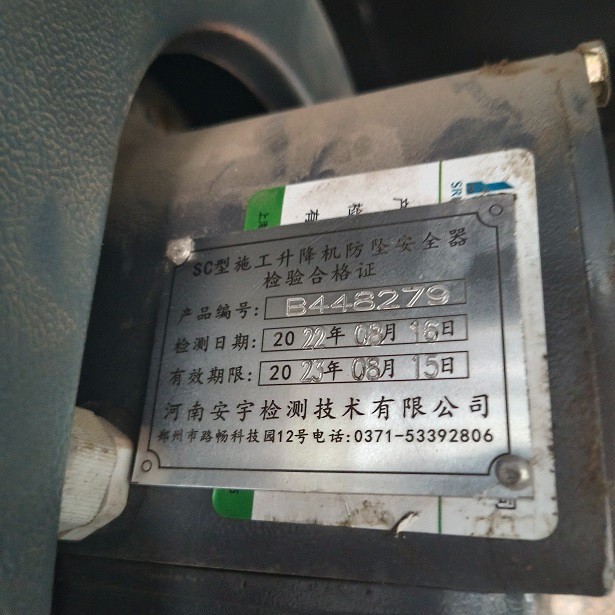 SC型施工升降机防坠安全器
检验合格证
产品编号: B448279
检测日期: 2022年08月16日
有效期限: 2023年08月15日
河南安宇检测技术有限公司
郑州市路畅科技园12号电话:0371-53392806